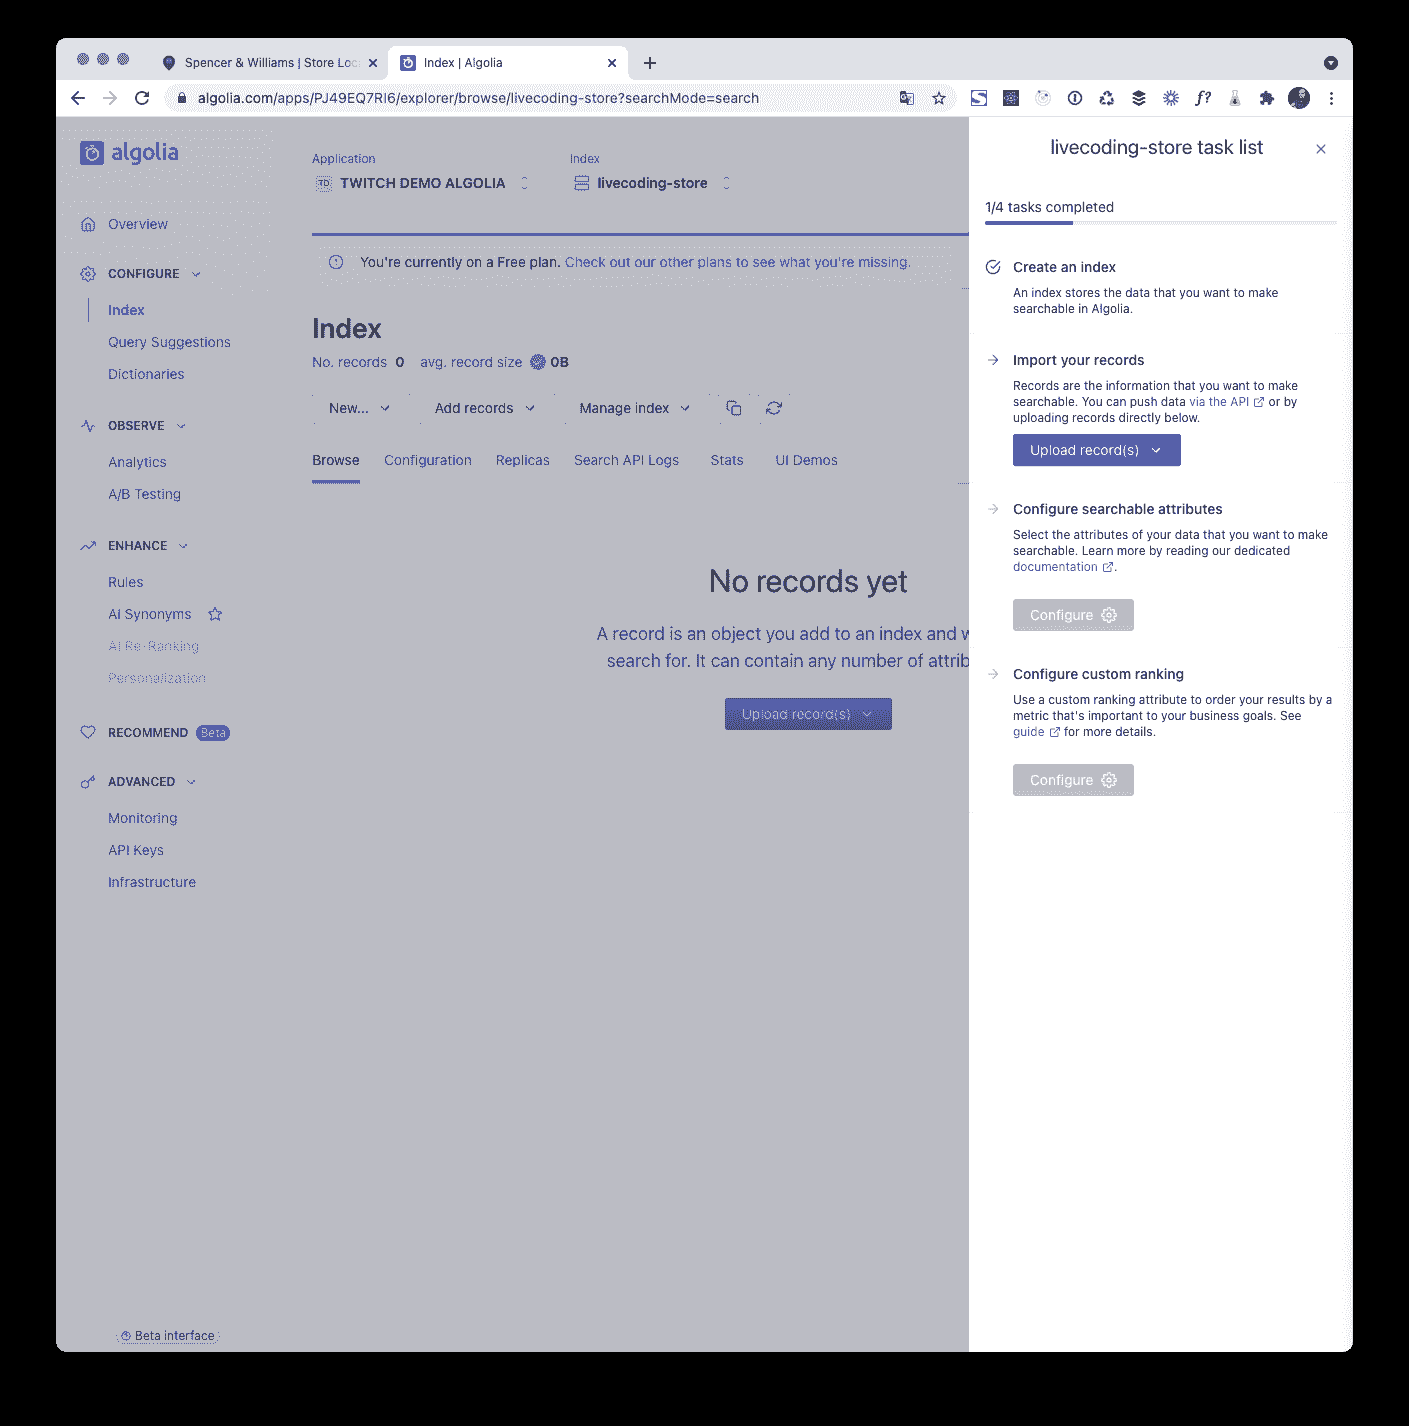 Spencer & Williams | Store Loc
Index | Algolia
algolia.com/apps/PJ49EQ7RI6/explorer/browse/livecoding-store?searchMode=search
algolia
Overview
CONFIGURE
Index
Query Suggestions
Dictionaries
OBSERVE
Analytics
A/B Testing
ENHANCE
Rules
AI Synonyms
AI Re-Ranking
Personalization
RECOMMEND Beta
ADVANCED
Monitoring
API Keys
Infrastructure
Beta interface
Application
TD TWITCH DEMO ALGOLIA
Index
livecoding-store
You're currently on a Free plan. Check out our other plans to see what you're missing.
Index
No. records 0 avg. record size 0B
New... Add records Manage index
Browse Configuration Replicas Search API Logs Stats UI Demos
No records yet
A record is an object you add to an index and w
search for. It can contain any number of attrib
Upload record(s)
livecoding-store task list
1/4 tasks completed
Create an index
An index stores the data that you want to make
searchable in Algolia.
Import your records
Records are the information that you want to make
searchable. You can push data via the API or by
uploading records directly below.
Upload record(s)
Configure searchable attributes
Select the attributes of your data that you want to make
searchable. Learn more by reading our dedicated
documentation.
Configure
Configure custom ranking
Use a custom ranking attribute to order your results by a
metric that's important to your business goals. See
guide for more details.
Configure